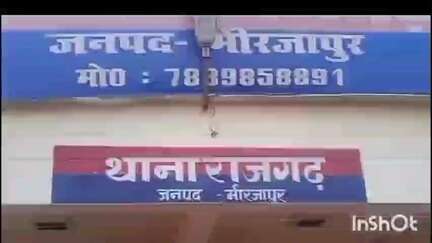 जनपद-मीरजापुर
मो0 : 7839858891
थाना राजगढ़
जनपद - मीरजापुर
InShOt